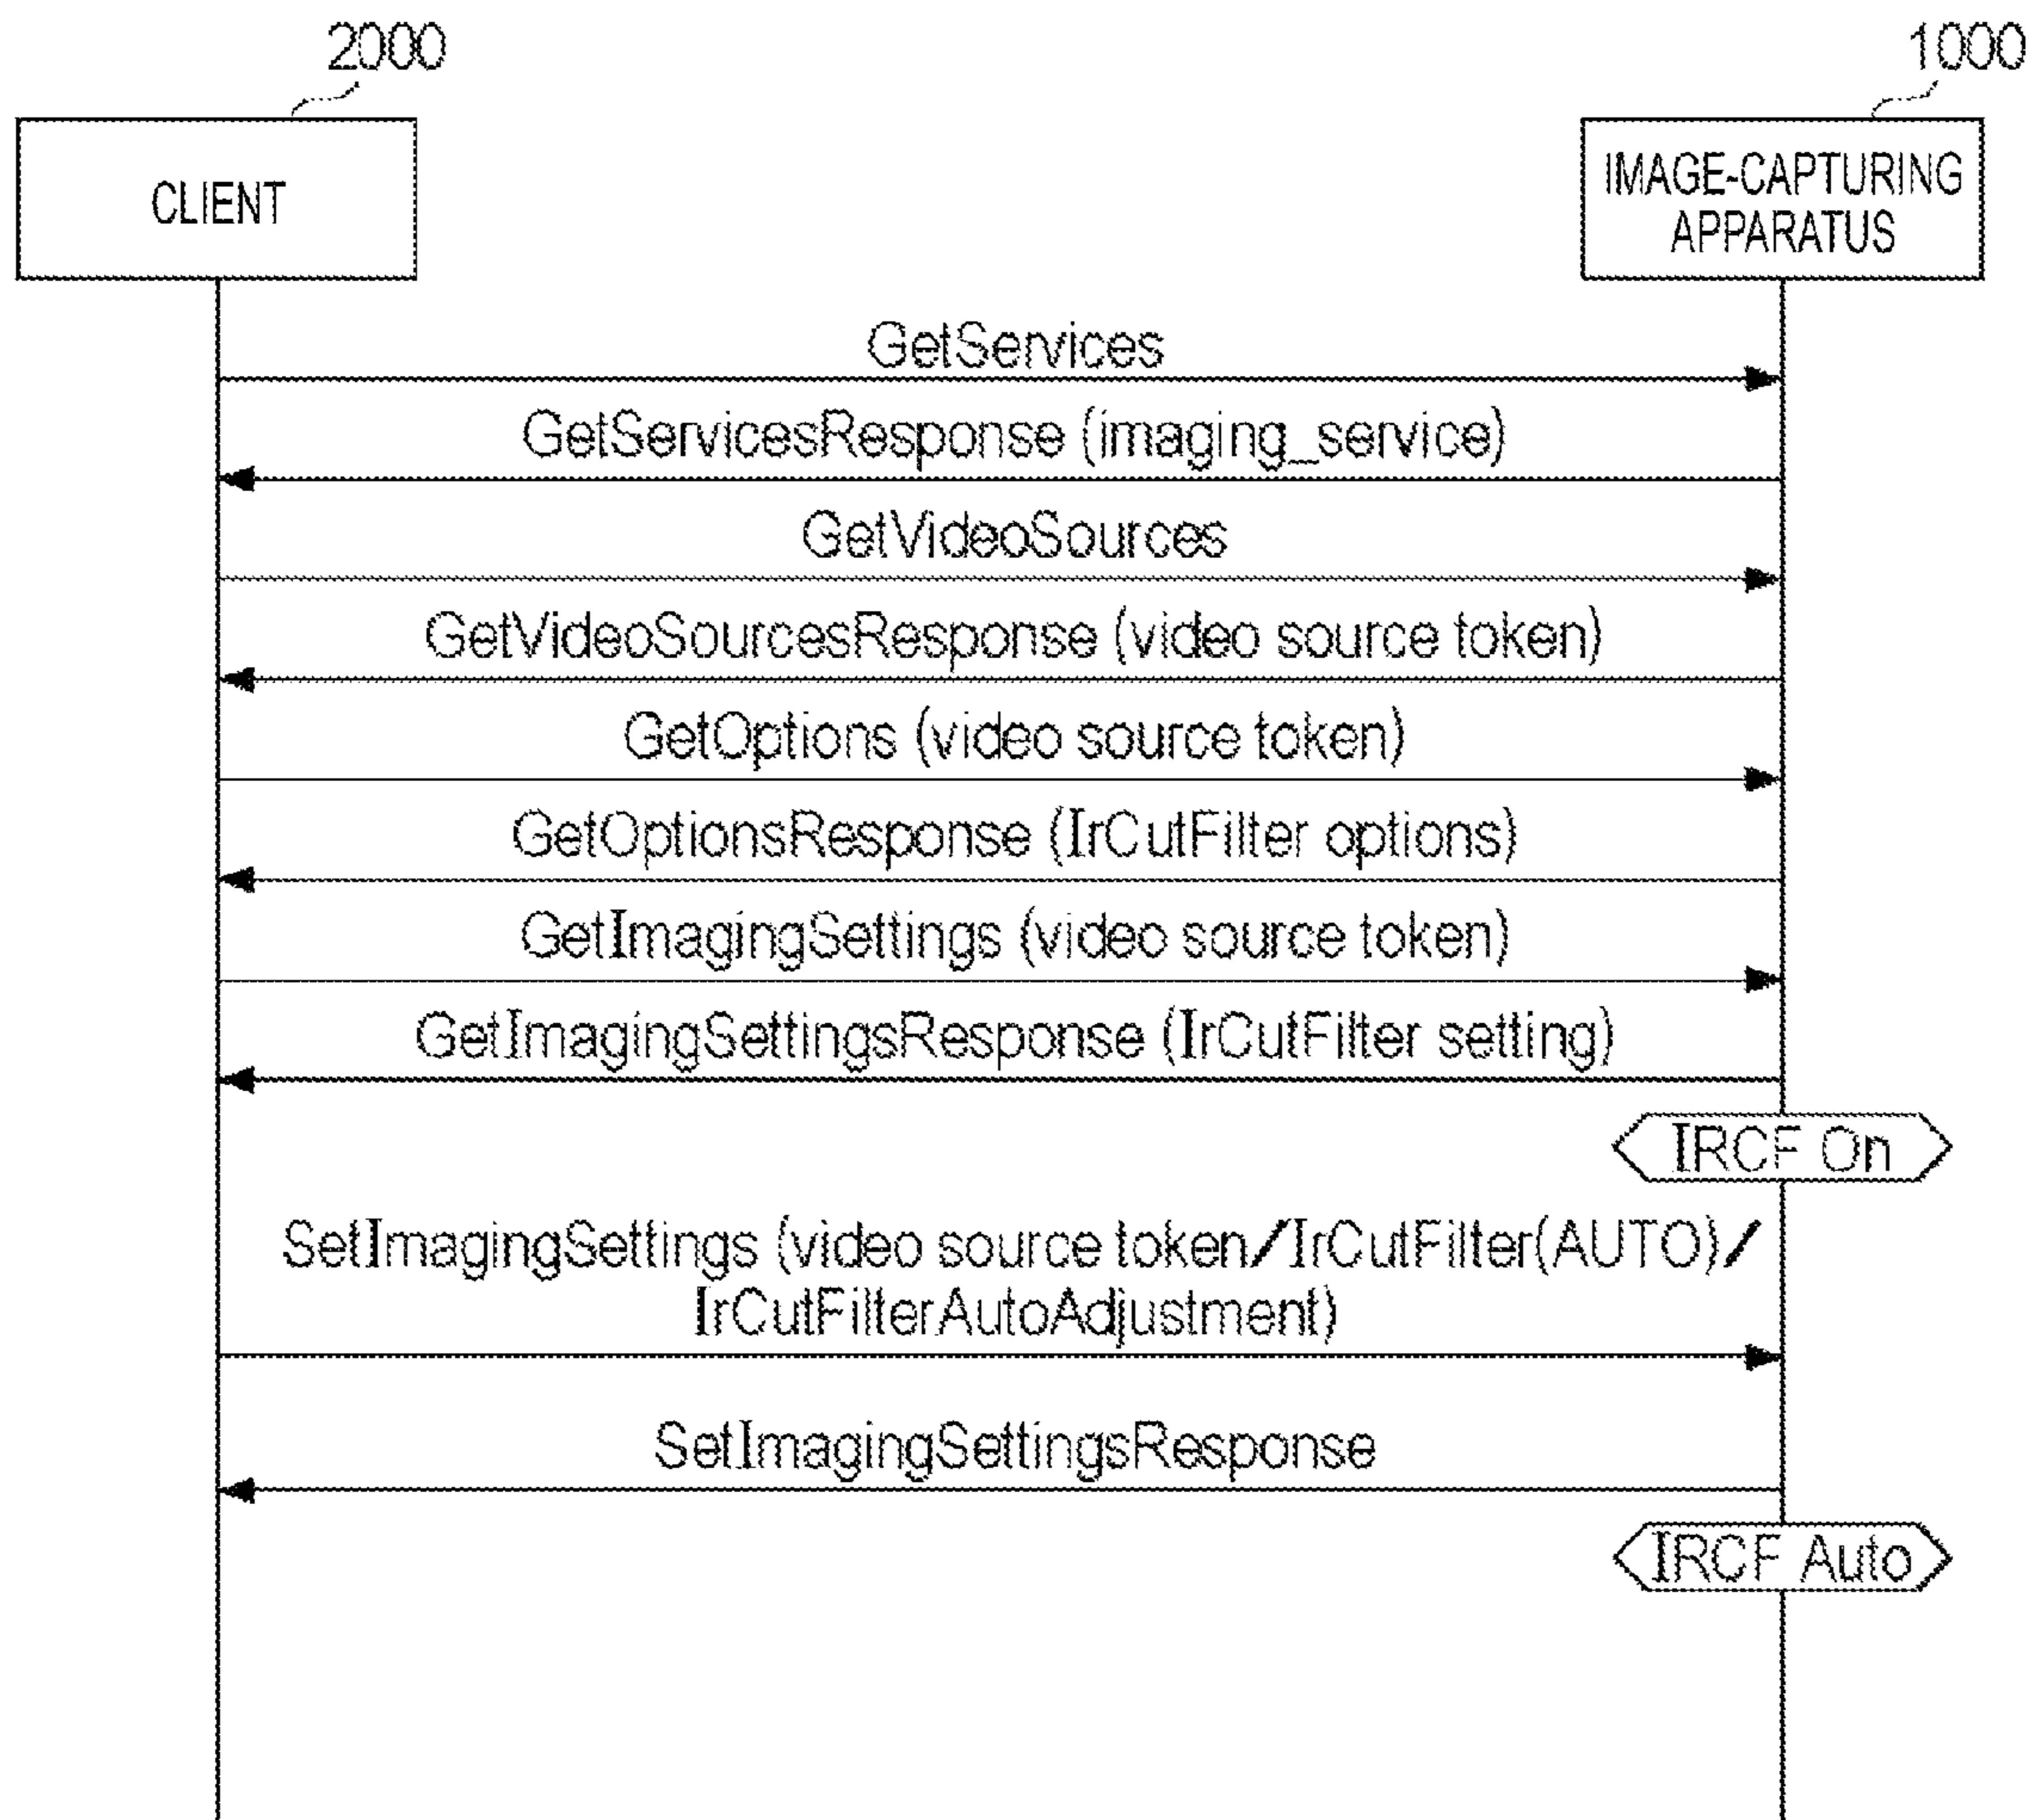 2000
1000
CLIENT
IMAGE-CAPTURING
APPARATUS
GetServices
GetServicesResponse (imaging_service)
GetVideoSources
GetVideoSourcesResponse (video source token)
GetOptions (video source token)
GetOptionsResponse (IrCutFilter options)
GetImagingSettings (video source token)
GetImagingSettingsResponse (IrCutFilter setting)
IRCF On
SetImagingSettings (video source token/IrCutFilter(AUTO)/
IrCutFilterAutoAdjustment)
SetImagingSettingsResponse
IRCF Auto